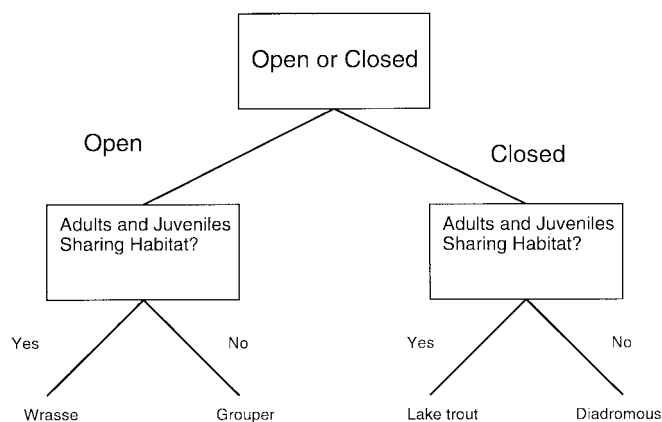 Open or Closed
Open
Closed
Adults and Juveniles
Sharing Habitat?
Adults and Juveniles
Sharing Habitat?
Yes
No
Yes
No
Wrasse
Grouper
Lake trout
Diadromous